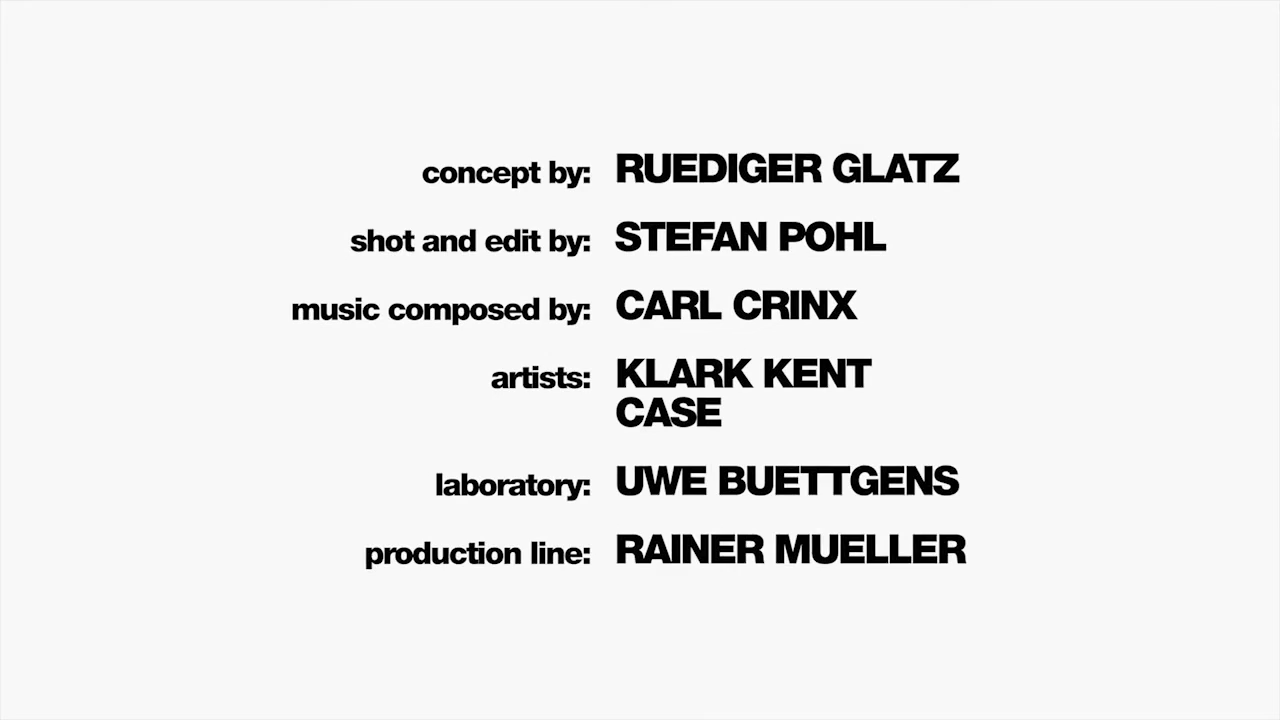 concept by: RUEDIGER GLATZ
shot and edit by: STEFAN POHL
music composed by: CARL CRINX
artists: KLARK KENT
CASE
laboratory: UWE BUETTGENS
production line: RAINER MUELLER